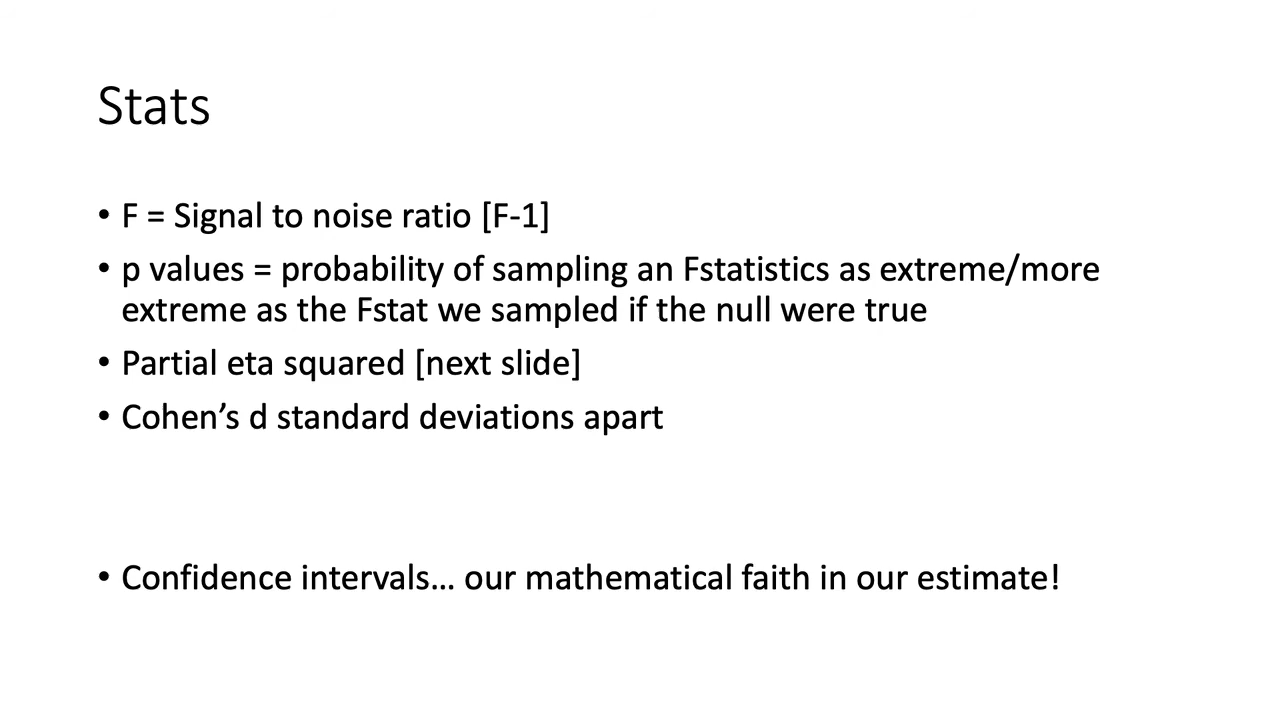 Stats
• F = Signal to noise ratio [F-1]
• p values = probability of sampling an Fstatistics as extreme/more
extreme as the Fstat we sampled if the null were true
• Partial eta squared [next slide]
• Cohen’s d standard deviations apart
• Confidence intervals… our mathematical faith in our estimate!